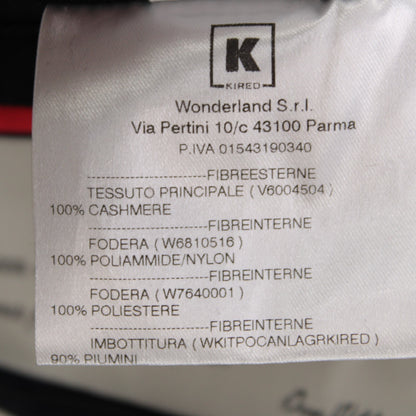 K
KIRED
Wonderland S.r.l.
Via Pertini 10/c 43100 Parma
P.IVA 01543190340
-----------------------FIBREESTERNE
TESSUTO PRINCIPALE ( V6004504 )
100% CASHMERE
-----------------------FIBREINTERNE
FODERA ( W6810516 )
100% POLIAMMIDE/NYLON
-----------------------FIBREINTERNE
FODERA ( W7640001 )
100% POLIESTERE
-----------------------FIBREINTERNE
IMBOTTITURA ( WKITPOCANLAGRKIRED )
90% PIUMINI